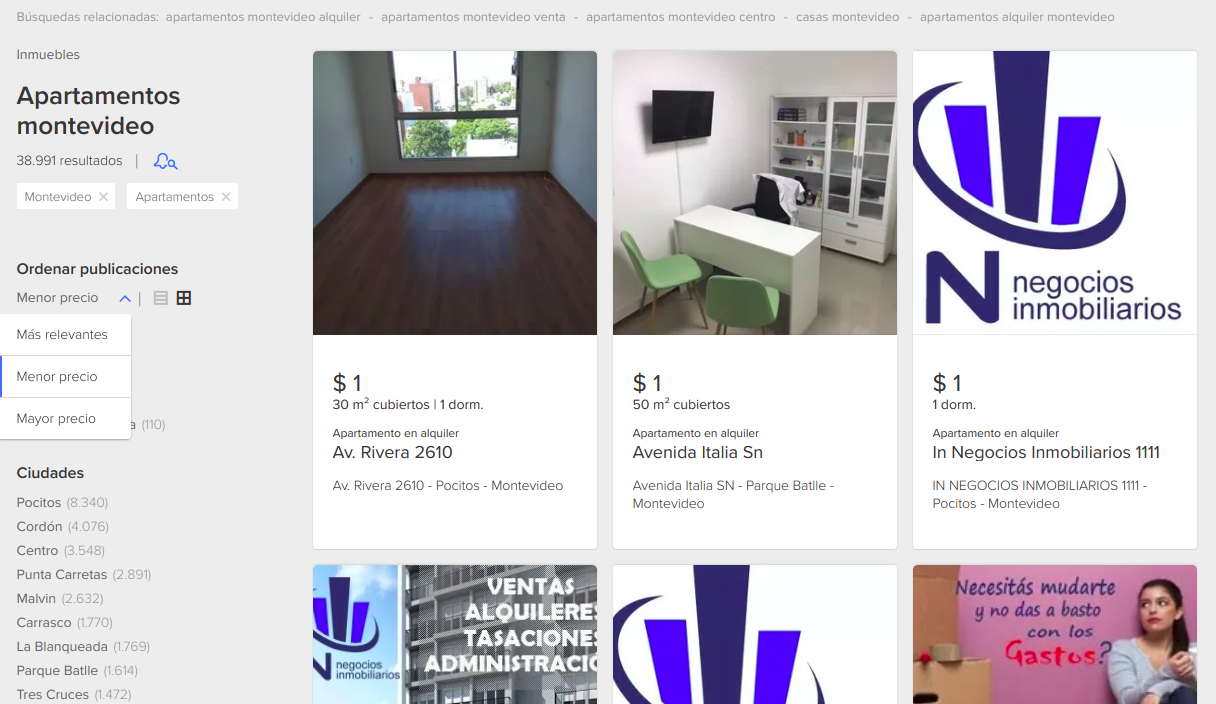 Búsquedas relacionadas: apartamentos montevideo alquiler - apartamentos montevideo venta - apartamentos montevideo centro - casas montevideo - apartamentos alquiler montevideo
Inmuebles
Apartamentos
montevideo
38.991 resultados |
Montevideo ×
Apartamentos ×
Ordenar publicaciones
Menor precio |
Más relevantes
Menor precio
Mayor precio
a (110)
Ciudades
Pocitos (8.340)
Cordón (4.076)
Centro (3.548)
Punta Carretas (2.891)
Malvin (2.632)
Carrasco (1.770)
La Blanqueada (1.769)
Parque Batlle (1.614)
Tres Cruces (1.472)
$ 1
30 m² cubiertos | 1 dorm.
Apartamento en alquiler
Av. Rivera 2610
Av. Rivera 2610 - Pocitos - Montevideo
$ 1
50 m² cubiertos
Apartamento en alquiler
Avenida Italia Sn
Avenida Italia SN - Parque Batlle -
Montevideo
N negocios
inmobiliarios
$ 1
1 dorm.
Apartamento en alquiler
In Negocios Inmobiliarios 1111
IN NEGOCIOS INMOBILIARIOS 1111 -
Pocitos - Montevideo
N negocios
inmobiliarios
VENTAS
ALQUILERES
TASACIONES
ADMINISTRACIÓ
Necesitás mudarte
y no das a basto
con los
Gastos?